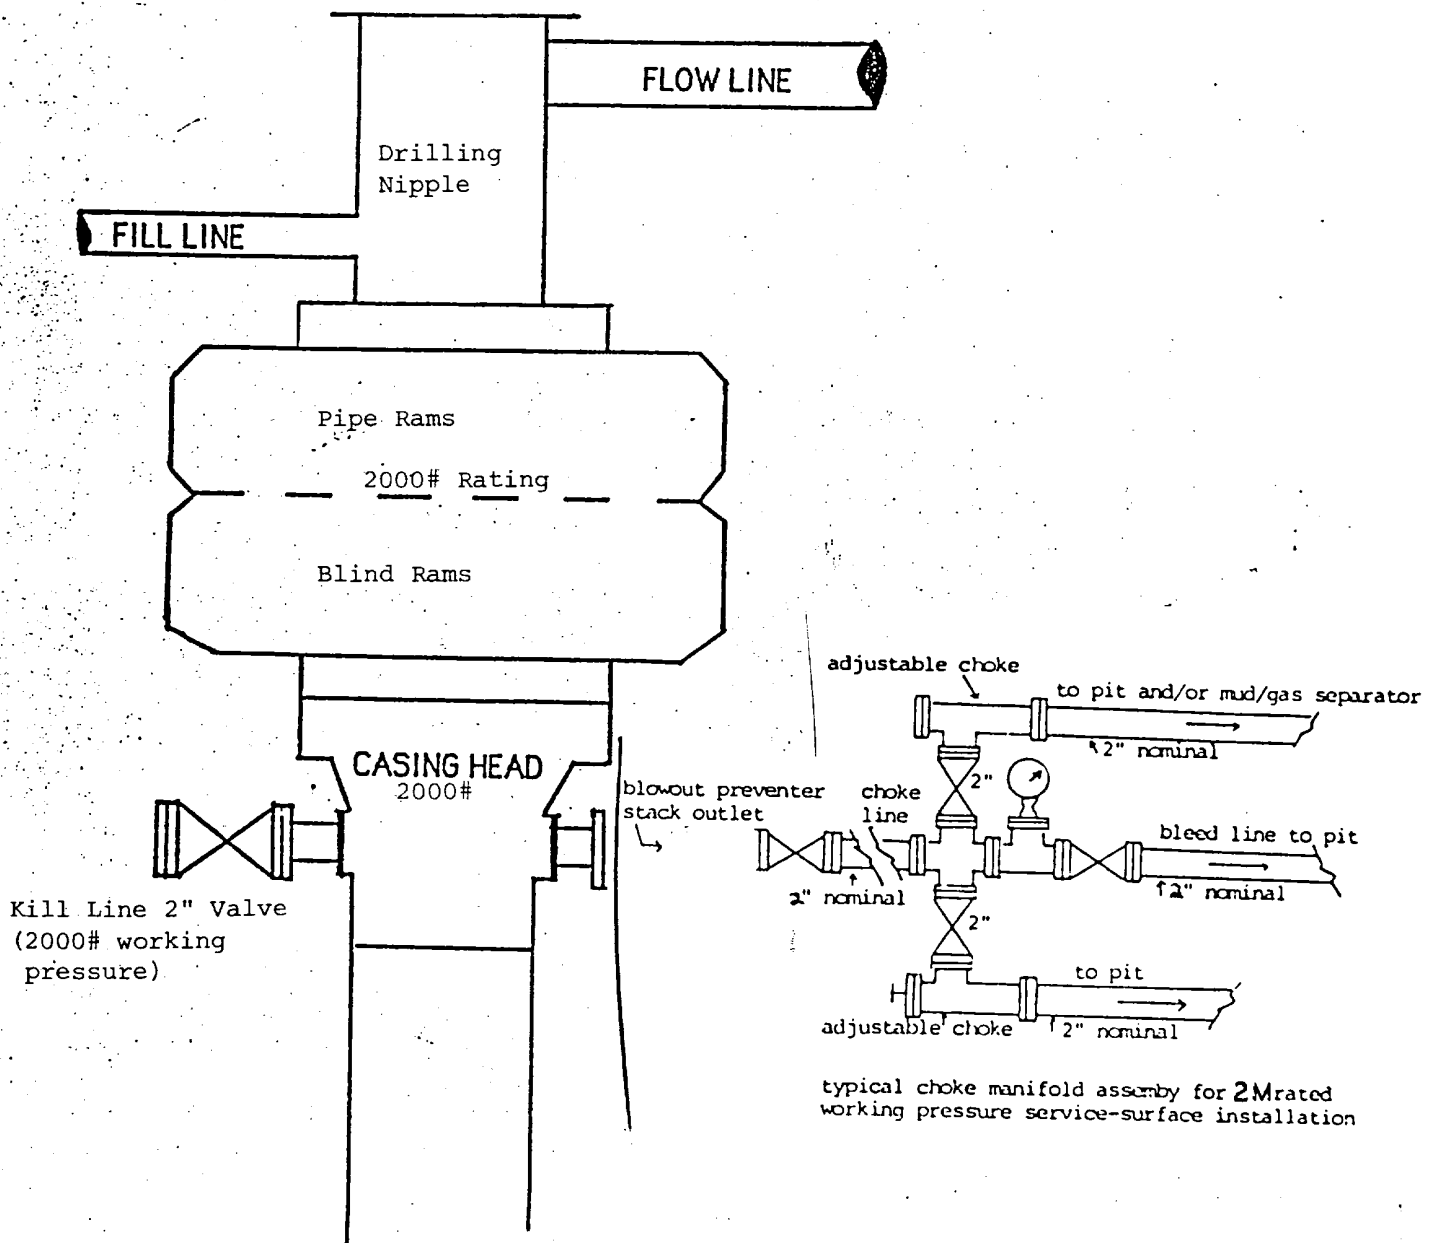 FLOW LINE
Drilling
Nipple
FILL LINE
Pipe Rams
2000# Rating
Blind Rams
CASING HEAD
2000#
Kill Line 2" Valve
(2000# working
pressure)
adjustable choke
to pit and/or mud/gas separator
2" nominal
2"
blowout preventer
stack outlet
choke
line
bleed line to pit
2" nominal
2" nominal
2"
to pit
adjustable choke
2" nominal
typical choke manifold assemby for 2M rated
working pressure service-surface installation